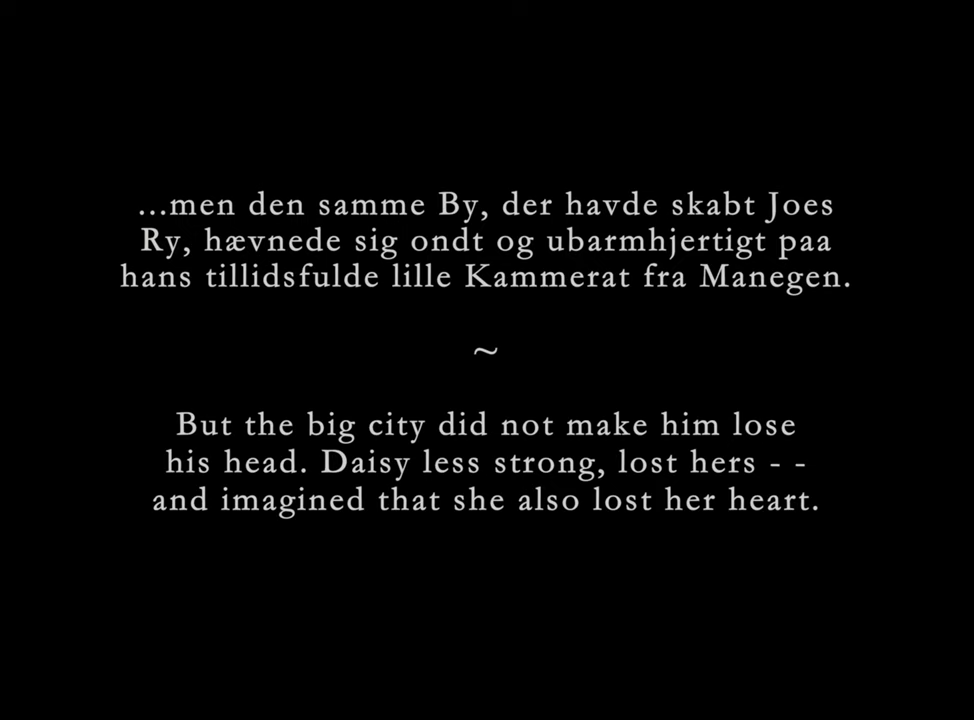 ...men den samme By, der havde skabt Joes
Ry, hævnede sig ondt og ubarmhjertigt paa
hans tillidsfulde lille Kammerat fra Manegen.
~
But the big city did not make him lose
his head. Daisy less strong, lost hers - -
and imagined that she also lost her heart.